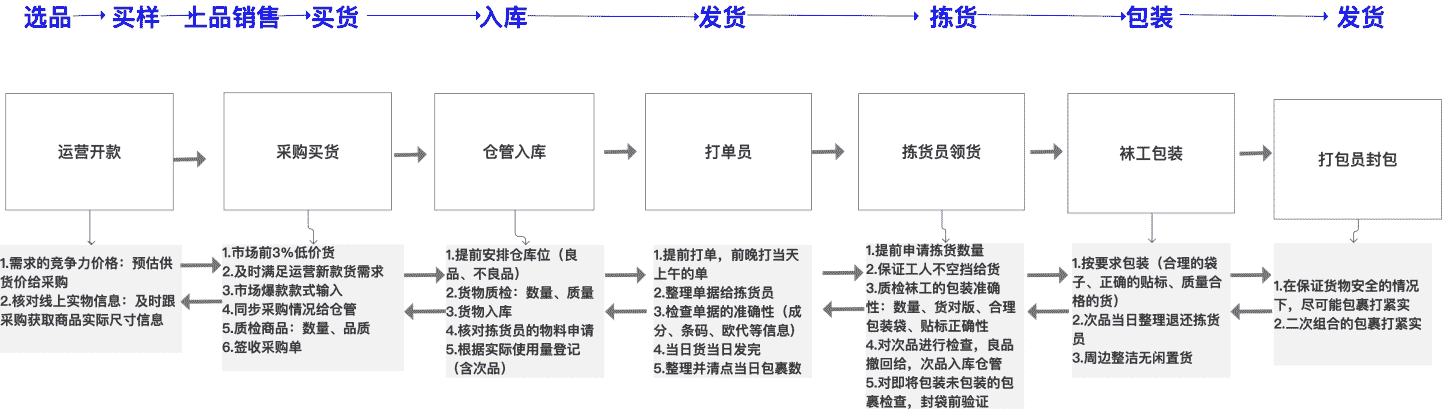 选品 买样 上品销售 买货 入库 发货 拣货 包装 发货
运营开款
采购买货
仓管入库
打单员
拣货员领货
袜工包装
打包员封包
1.需求的竞争力价格：预估供
货价给采购
2.核对线上实物信息：及时跟
采购获取商品实际尺寸信息
1.市场前3%低价货
2.及时满足运营新款货需求
3.市场爆款款式输入
4.同步采购情况给仓管
5.质检商品：数量、品质
6.签收采购单
1.提前安排仓库位（良
品、不良品）
2.货物质检：数量、质量
3.货物入库
4.核对拣货员的物料申请
5.根据实际使用量登记
（含次品）
1.提前打单，前晚打当天
上午的单
2.整理单据给拣货员
3.检查单据的准确性（成
分、条码、欧代等信息）
4.当日货当日发完
5.整理并清点当日包裹数
1.提前申请拣货数量
2.保证工人不空挡给货
3.质检袜工的包装准确
性：数量、货对版、合理
包装袋、贴标正确性
4.对次品进行检查，良品
撤回给，次品入库仓管
5.对即将包装未包装的包
裹检查，封袋前验证
1.按要求包装（合理的袋
子、正确的贴标、质量合
格的货）
2.次品当日整理退还拣货
员
3.周边整洁无闲置货
1.在保证货物安全的情况
下，尽可能包裹打紧实
2.二次组合的包裹打紧实